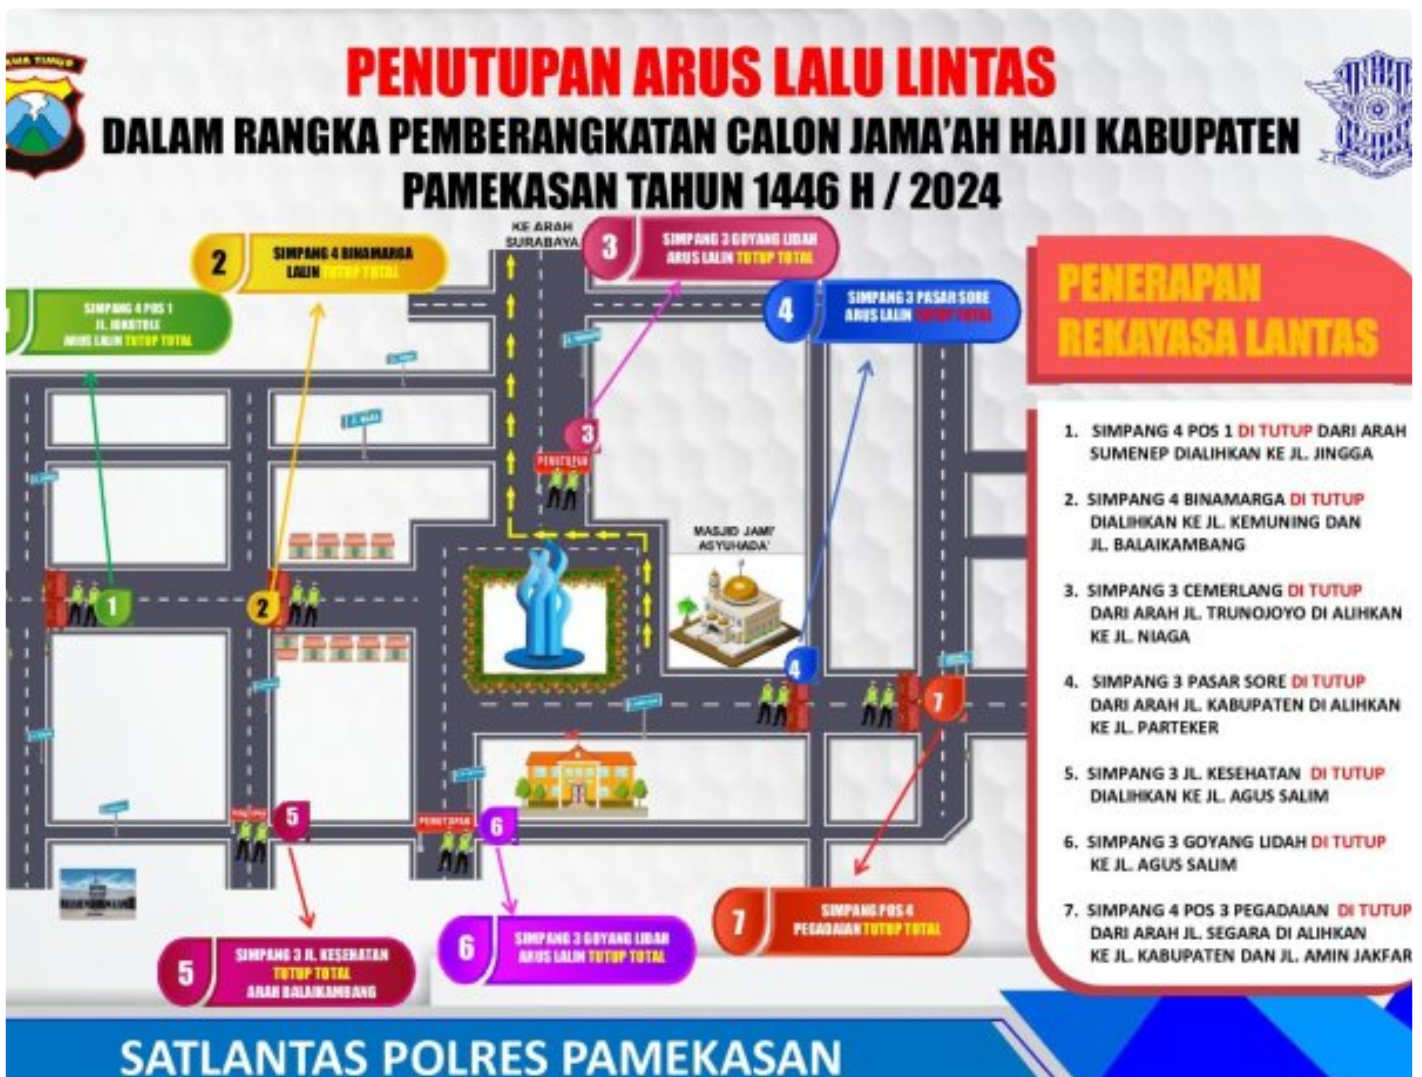 PENUTUPAN ARUS LALU LINTAS
DALAM RANGKA PEMBERANGKATAN CALON JAMA'AH HAJI KABUPATEN
PAMEKASAN TAHUN 1446 H / 2024
KE ARAH
SURABAYA
SIMPANG 4 POS 1
JL. JOKOTOLE
ARUS LALIN TUTUP TOTAL
2
SIMPANG 4 BINAMARGA
LALIN TUTUP TOTAL
3
SIMPANG 3 GOYANG LIDAH
ARUS LALIN TUTUP TOTAL
4
SIMPANG 3 PASAR SORE
ARUS LALIN TUTUP TOTAL
3
PENUTUPAN
MASJID JAMI'
ASYUHADA'
1
2
4
7
5
PENUTUPAN
6
PENUTUPAN
5
SIMPANG 3 JL. KESEHATAN
TUTUP TOTAL
ARAH BALAIKAMBANG
6
SIMPANG 3 GOYANG LIDAH
ARUS LALIN TUTUP TOTAL
7
SIMPANG POS 4
PEGADAIAN TUTUP TOTAL
PENERAPAN
REKAYASA LANTAS
1. SIMPANG 4 POS 1 DI TUTUP DARI ARAH
SUMENEP DIALIHKAN KE JL. JINGGA
2. SIMPANG 4 BINAMARGA DI TUTUP
DIALIHKAN KE JL. KEMUNING DAN
JL. BALAIKAMBANG
3. SIMPANG 3 CEMERLANG DI TUTUP
DARI ARAH JL. TRUNOJOYO DI ALIHKAN
KE JL. NIAGA
4. SIMPANG 3 PASAR SORE DI TUTUP
DARI ARAH JL. KABUPATEN DI ALIHKAN
KE JL. PARTEKER
5. SIMPANG 3 JL. KESEHATAN DI TUTUP
DIALIHKAN KE JL. AGUS SALIM
6. SIMPANG 3 GOYANG LIDAH DI TUTUP
KE JL. AGUS SALIM
7. SIMPANG 4 POS 3 PEGADAIAN DI TUTUP
DARI ARAH JL. SEGARA DI ALIHKAN
KE JL. KABUPATEN DAN JL. AMIN JAKFAR
SATLANTAS POLRES PAMEKASAN